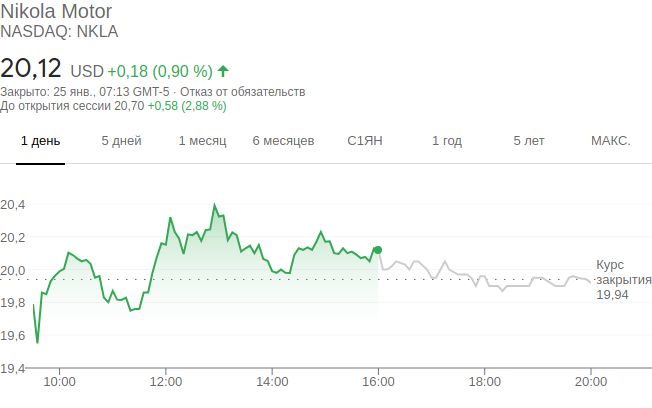 Nikola Motor
NASDAQ: NKLA
20,12 USD +0,18 (0,90 %)
Закрыто: 25 янв., 07:13 GMT-5 · Отказ от обязательств
До открытия сессии 20,70 +0,58 (2,88 %)
1 день 5 дней 1 месяц 6 месяцев С1ЯН 1 год 5 лет МАКС.
20,4
20,2
20,0
19,8
19,6
19,4
Курс
закрытия
19,94
10:00 12:00 14:00 16:00 18:00 20:00